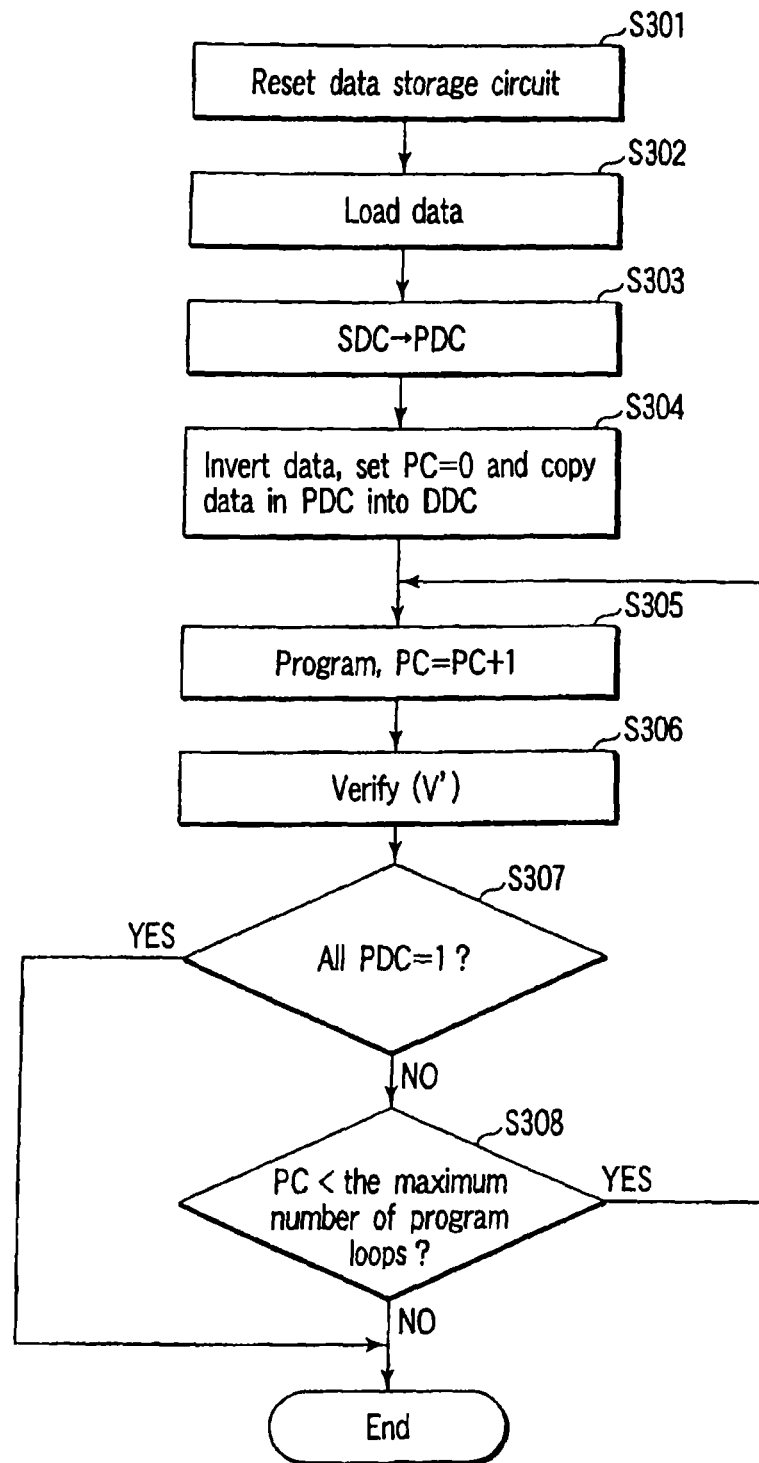 S301
Reset data storage circuit
S302
Load data
S303
SDC→PDC
S304
Invert data, set PC=0 and copy
data in PDC into DDC
S305
Program, PC=PC+1
S306
Verify (V')
S307
YES
All PDC=1?
NO
S308
PC < the maximum
number of program
loops?
YES
NO
End